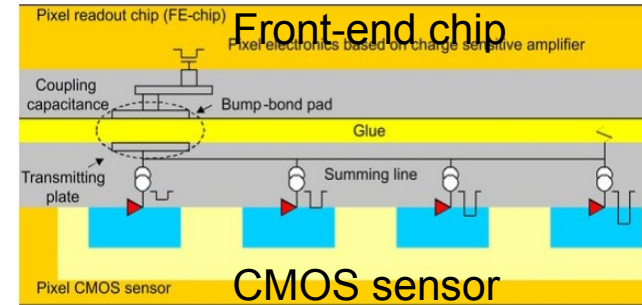 Pixel readout chip (FE-chip)
Front-end chip
Pixel electronics based on charge sensitive amplifier
Coupling
capacitance
Bump-bond pad
Glue
Transmitting
plate
Summing line
Pixel CMOS sensor
CMOS sensor